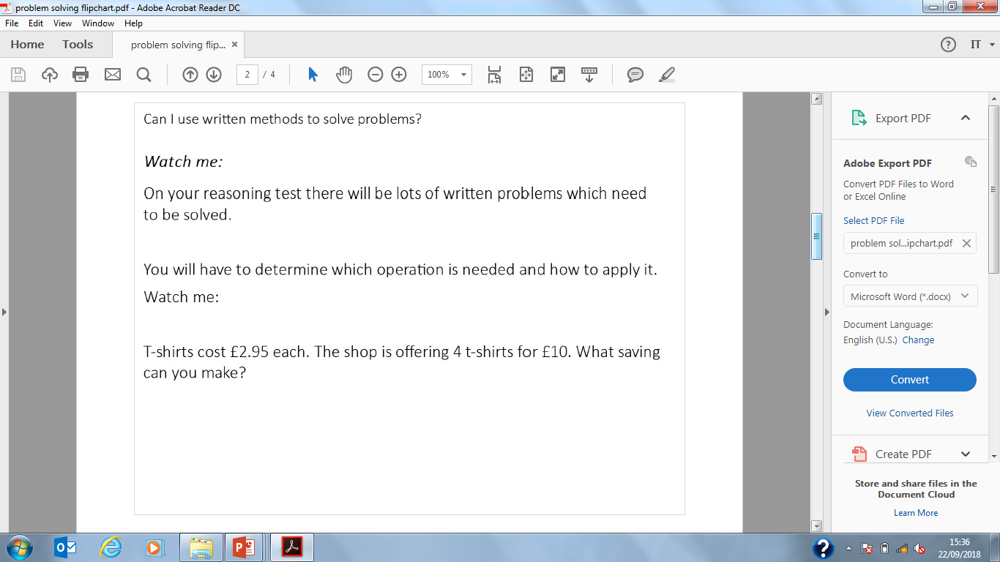 problem solving flipchart.pdf - Adobe Acrobat Reader DC
File Edit View Window Help
Home Tools problem solving flip... ×
IT
2 / 4
100%
Can I use written methods to solve problems?
Watch me:
On your reasoning test there will be lots of written problems which need
to be solved.
You will have to determine which operation is needed and how to apply it.
Watch me:
T-shirts cost £2.95 each. The shop is offering 4 t-shirts for £10. What saving
can you make?
Export PDF
Adobe Export PDF
Convert PDF Files to Word
or Excel Online
Select PDF File
problem sol...ipchart.pdf
Convert to
Microsoft Word (*.docx)
Document Language:
English (U.S.) Change
Convert
View Converted Files
Create PDF
Store and share files in the
Document Cloud
Learn More
15:36
22/09/2018